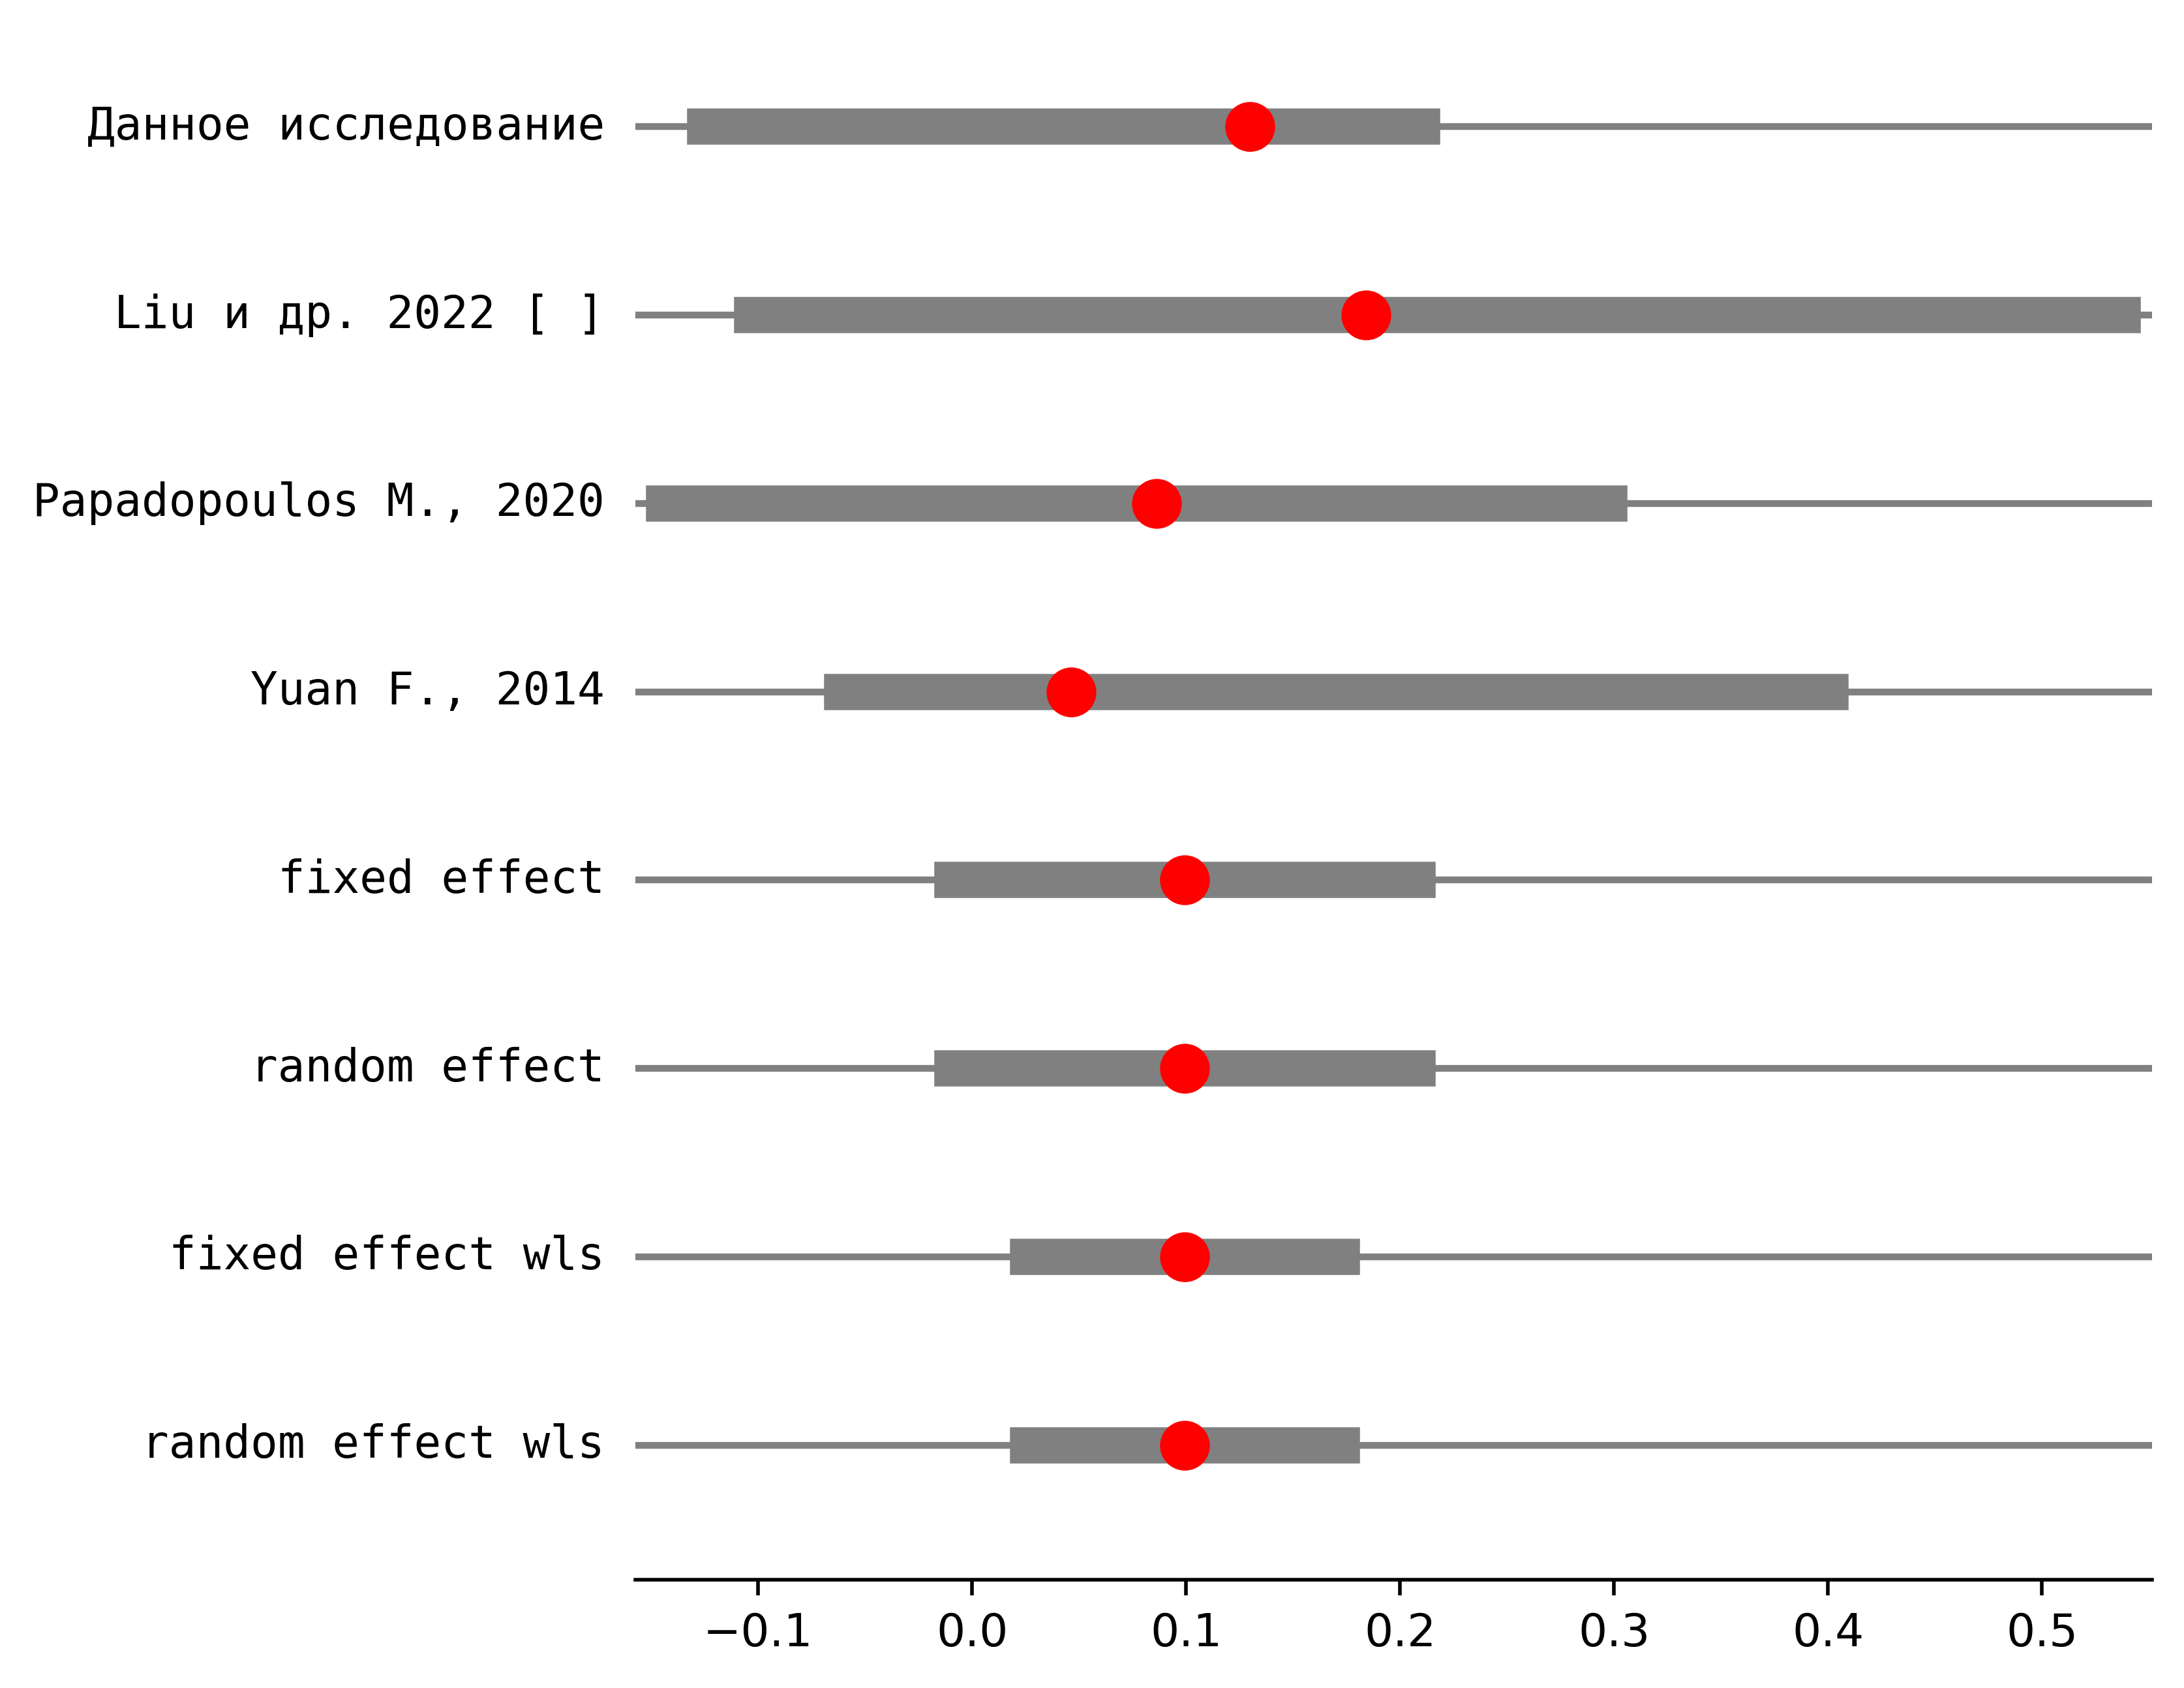 Данное исследование
Liu и др. 2022 [ ]
Papadopoulos M., 2020
Yuan F., 2014
fixed effect
random effect
fixed effect wls
random effect wls
−0.1 0.0 0.1 0.2 0.3 0.4 0.5